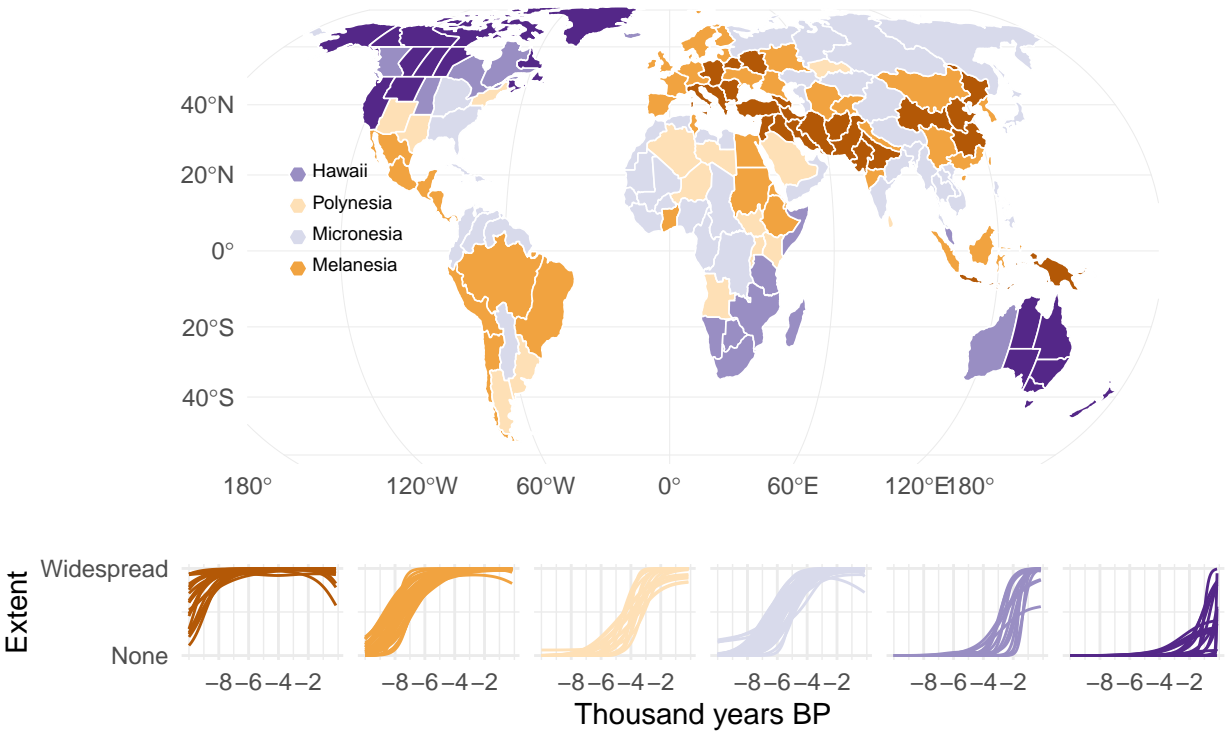 40°N
20°N
0°
20°S
40°S
Hawaii
Polynesia
Micronesia
Melanesia
180° 120°W 60°W 0° 60°E 120°E 180°
Extent
Widespread
None
−8 −6 −4 −2 −8 −6 −4 −2 −8 −6 −4 −2 −8 −6 −4 −2 −8 −6 −4 −2 −8 −6 −4 −2
Thousand years BP